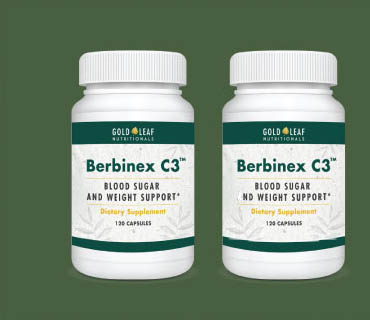 GOLD LEAF
NUTRITIONALS
Berbinex C3™
BLOOD SUGAR
AND WEIGHT SUPPORT*
Dietary Supplement
120 CAPSULES
GOLD LEAF
NUTRITIONALS
Berbinex C3™
BLOOD SUGAR
ND WEIGHT SUPPORT*
Dietary Supplement
120 CAPSULES